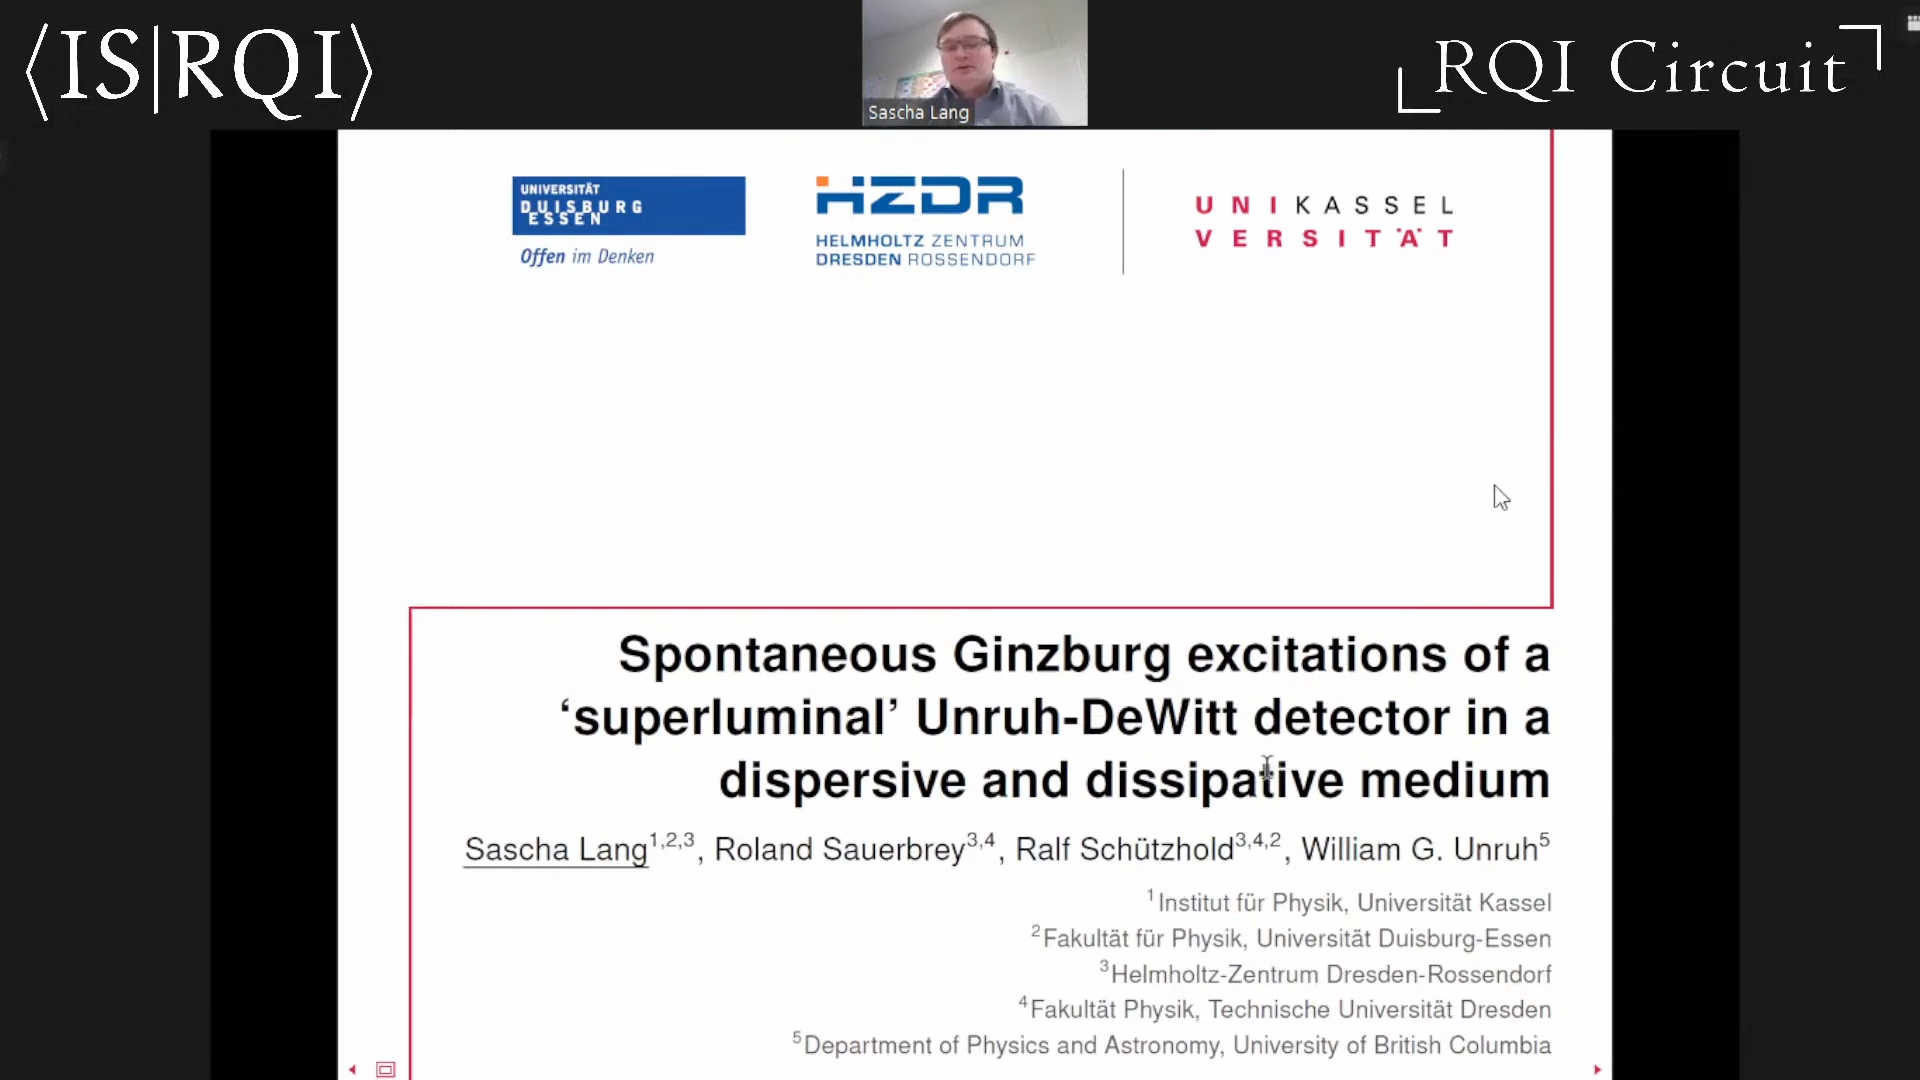 ⟨IS|RQI⟩
Sascha Lang
RQI Circuit
UNIVERSITÄT
DUISBURG
ESSEN
Offen im Denken
HZDR
HELMHOLTZ ZENTRUM
DRESDEN ROSSENDORF
UNIKASSEL
VERSITÄT
Spontaneous Ginzburg excitations of a
‘superluminal’ Unruh-DeWitt detector in a
dispersive and dissipative medium
Sascha Lang1,2,3, Roland Sauerbrey3,4, Ralf Schützhold3,4,2, William G. Unruh5
1Institut für Physik, Universität Kassel
2Fakultät für Physik, Universität Duisburg-Essen
3Helmholtz-Zentrum Dresden-Rossendorf
4Fakultät Physik, Technische Universität Dresden
5Department of Physics and Astronomy, University of British Columbia